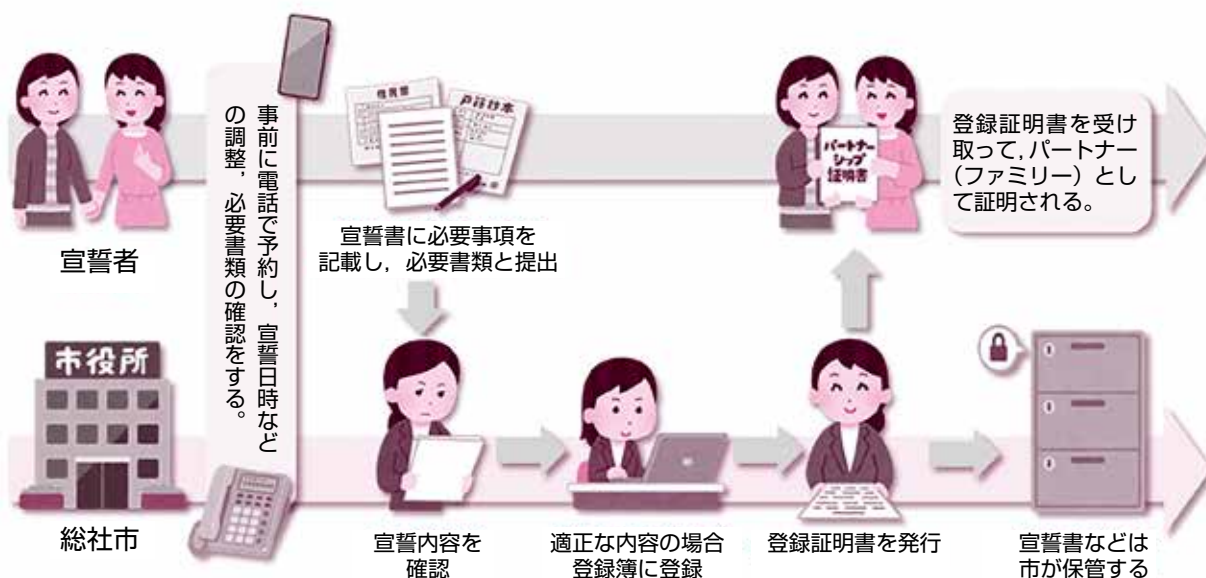 事前に電話で予約し，宣誓日時など
の調整，必要書類の確認をする。
宣誓者
住民票
戸籍抄本
宣誓書に必要事項を
記載し，必要書類と提出
パートナー
シップ
証明書
登録証明書を受け
取って，パートナー
（ファミリー）とし
て証明される。
市役所
総社市
宣誓内容を
確認
適正な内容の場合
登録簿に登録
登録証明書を発行
宣誓書などは
市が保管する